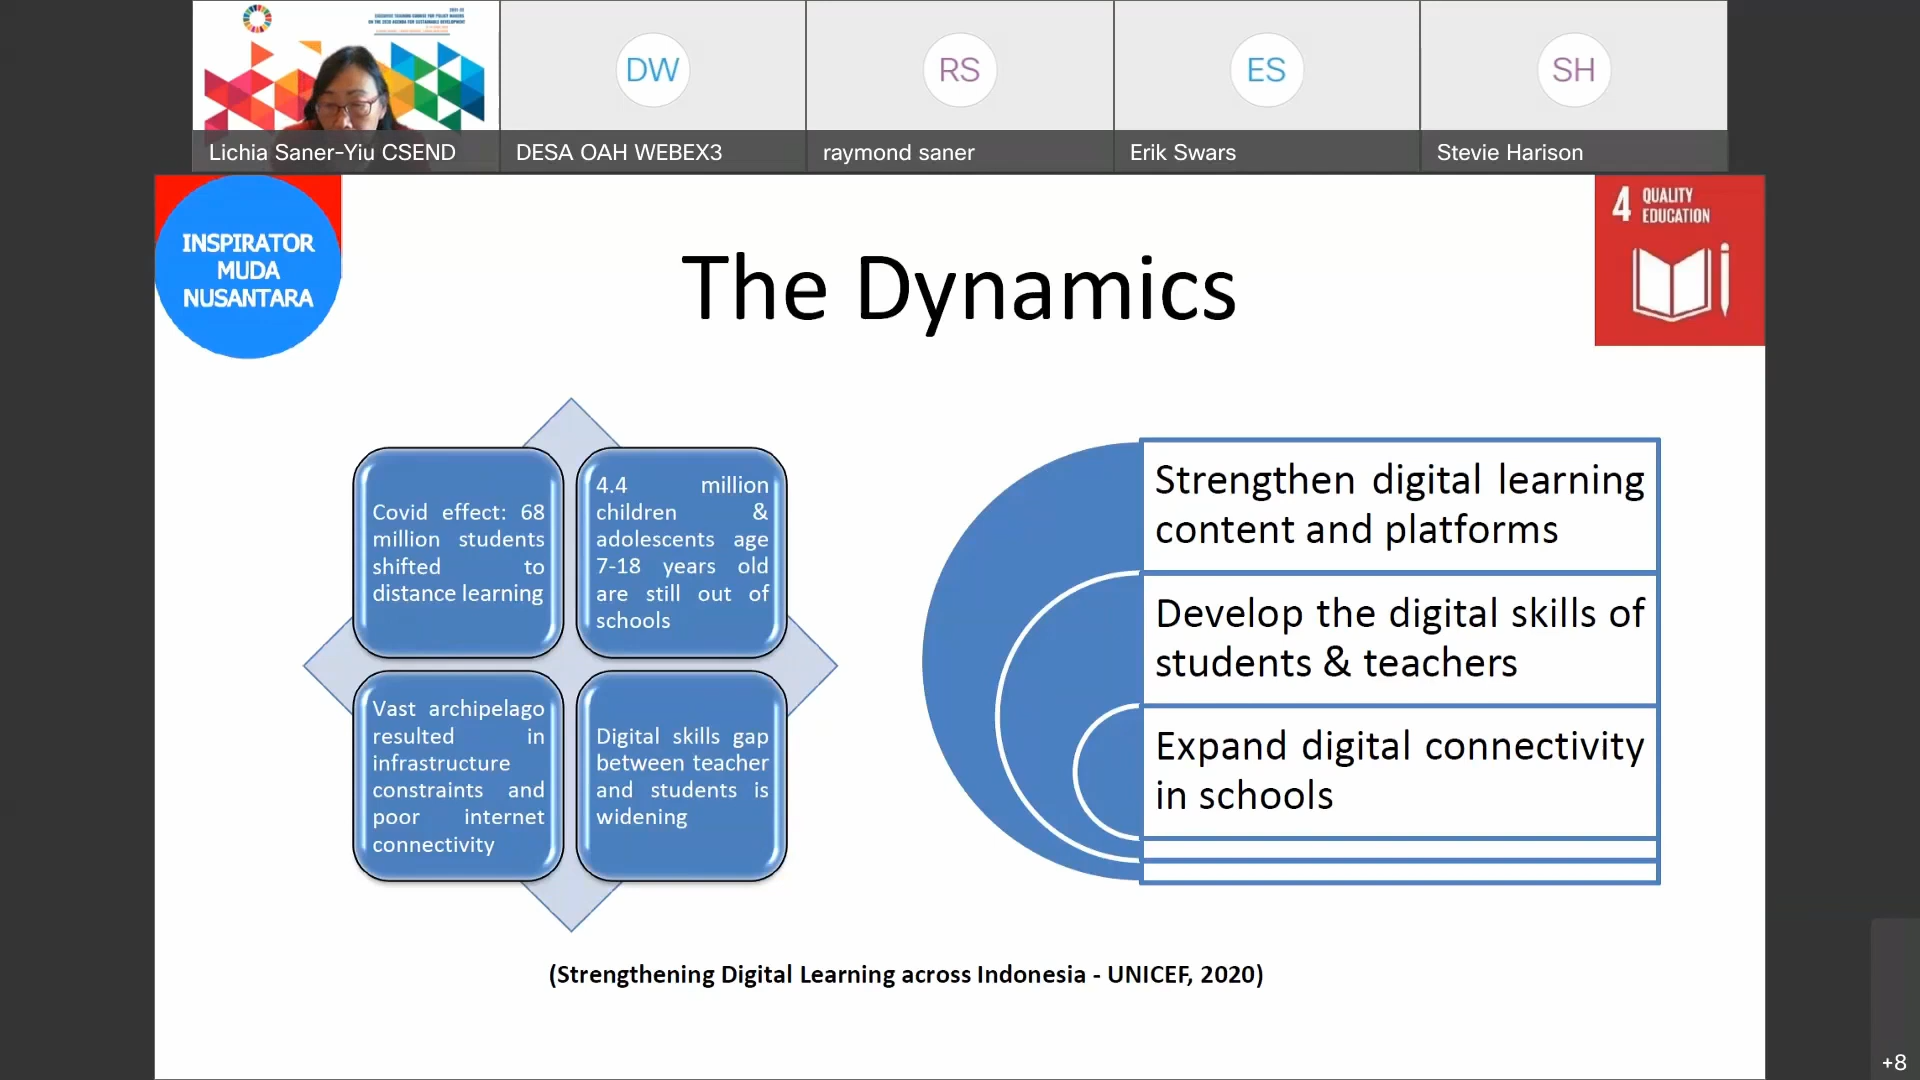 DW
RS
ES
SH
Lichia Saner-Yiu CSEND
DESA OAH WEBEX3
raymond saner
Erik Swars
Stevie Harison
INSPIRATOR
MUDA
NUSANTARA
4 QUALITY
EDUCATION
The Dynamics
Covid effect: 68
million students
shifted to
distance learning
4.4 million
children &
adolescents age
7-18 years old
are still out of
schools
Vast archipelago
resulted in
infrastructure
constraints and
poor internet
connectivity
Digital skills gap
between teacher
and students is
widening
Strengthen digital learning
content and platforms
Develop the digital skills of
students & teachers
Expand digital connectivity
in schools
(Strengthening Digital Learning across Indonesia - UNICEF, 2020)
+8